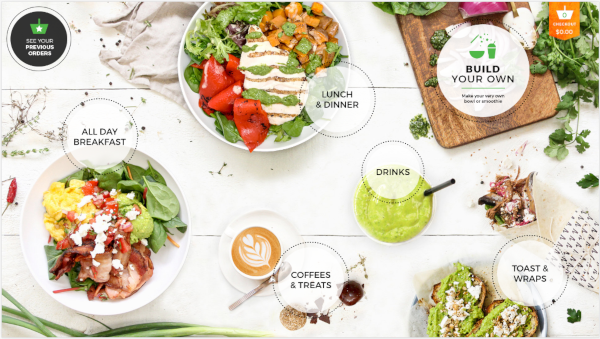 SEE YOUR
PREVIOUS
ORDERS
0
CHECKOUT
$0.00
BUILD
YOUR OWN
Make your very own
bowl or smoothie
LUNCH
& DINNER
ALL DAY
BREAKFAST
DRINKS
COFFEES
& TREATS
TOAST &
WRAPS